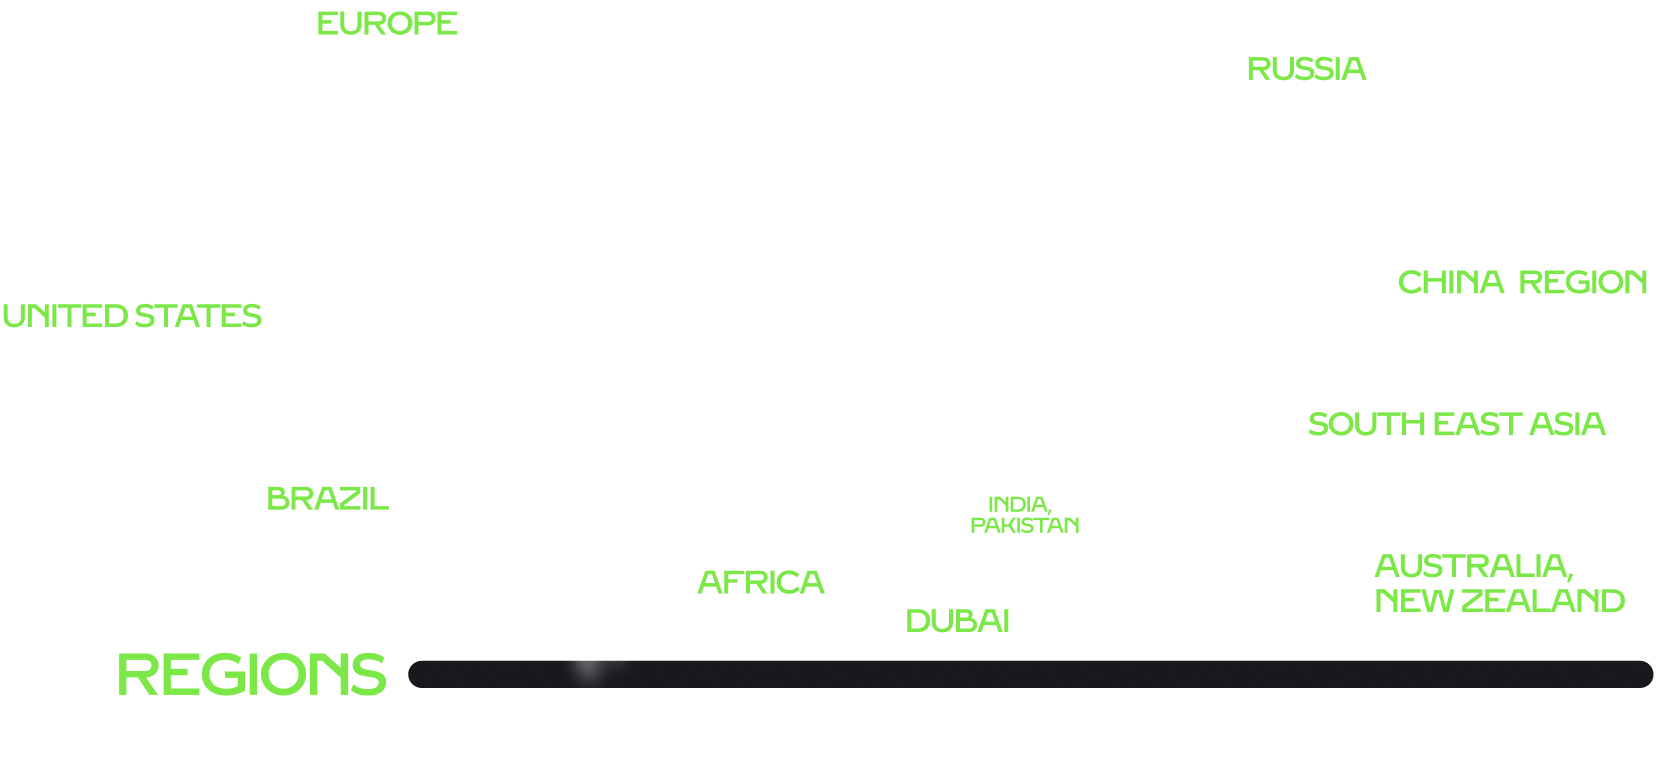 EUROPE
RUSSIA
CHINA REGION
UNITED STATES
SOUTH EAST ASIA
BRAZIL
INDIA,
PAKISTAN
AUSTRALIA,
NEW ZEALAND
AFRICA
DUBAI
REGIONS